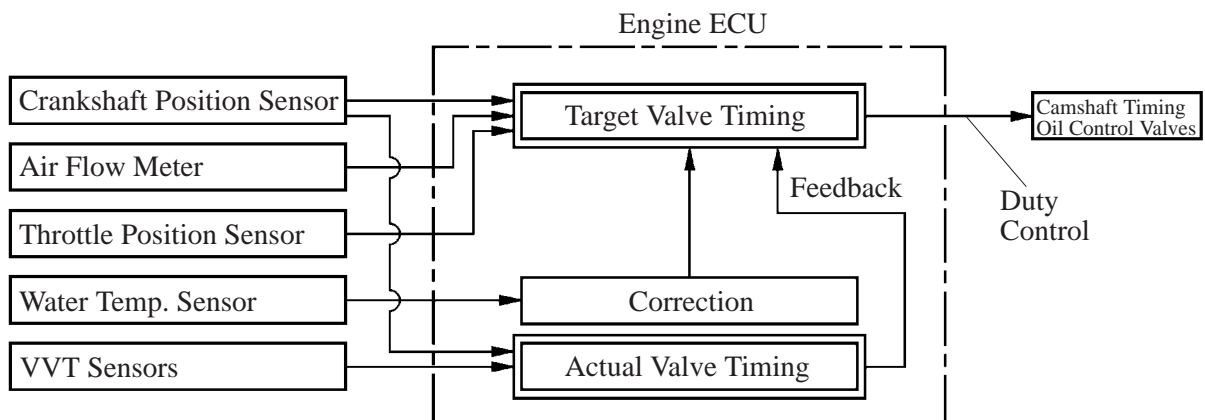 Engine ECU
Crankshaft Position Sensor
Air Flow Meter
Throttle Position Sensor
Water Temp. Sensor
VVT Sensors
Target Valve Timing
Feedback
Correction
Actual Valve Timing
Camshaft Timing
Oil Control Valves
Duty
Control